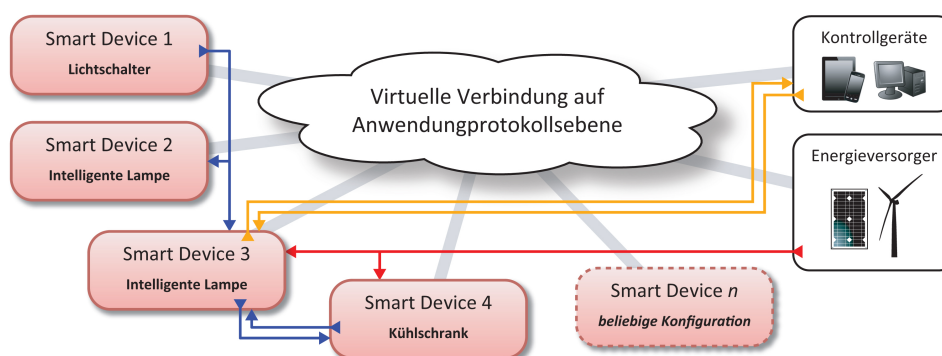 Smart Device 1
Lichtschalter
Kontrollgeräte
Virtuelle Verbindung auf
Anwendungprotokollsebene
Smart Device 2
Intelligente Lampe
Energieversorger
Smart Device 3
Intelligente Lampe
Smart Device 4
Kühlschrank
Smart Device n
beliebige Konfiguration